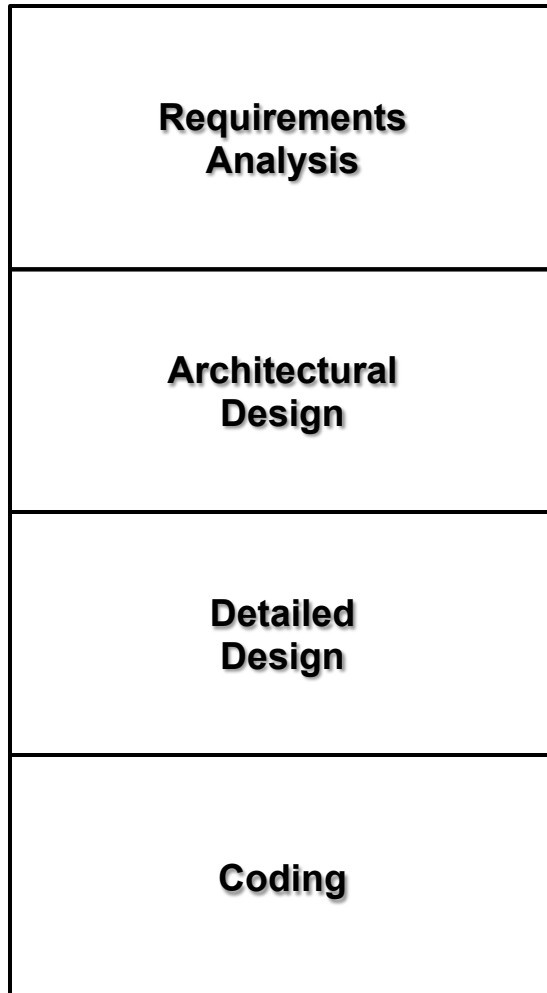 Requirements
Analysis
Architectural
Design
Detailed
Design
Coding